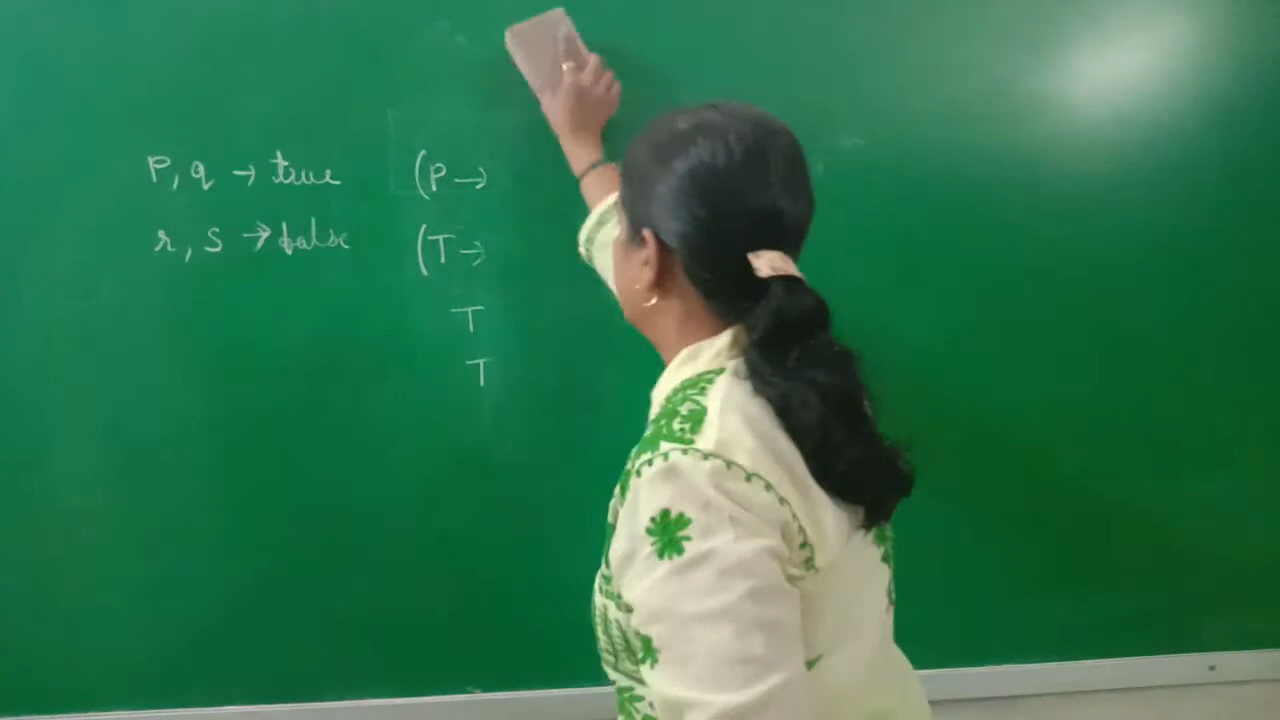 P, q → true (P →
r, s → false (T →
T
T